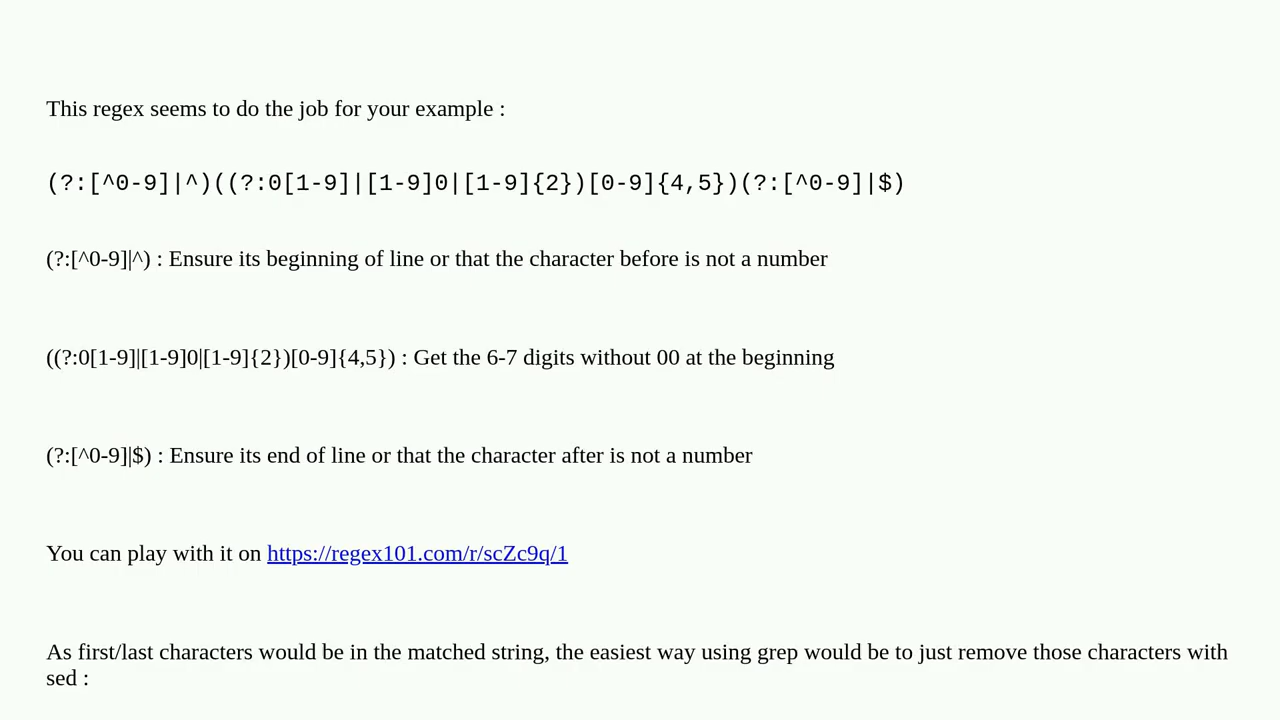 This regex seems to do the job for your example :
(?:[^0-9]|^)((?:0[1-9]|[1-9]0|[1-9]{2})[0-9]{4,5})(?:[^0-9]|$)
(?:[^0-9]|^) : Ensure its beginning of line or that the character before is not a number
((?:0[1-9]|[1-9]0|[1-9]{2})[0-9]{4,5}) : Get the 6-7 digits without 00 at the beginning
(?:[^0-9]|$) : Ensure its end of line or that the character after is not a number
You can play with it on https://regex101.com/r/scZc9q/1
As first/last characters would be in the matched string, the easiest way using grep would be to just remove those characters with
sed :